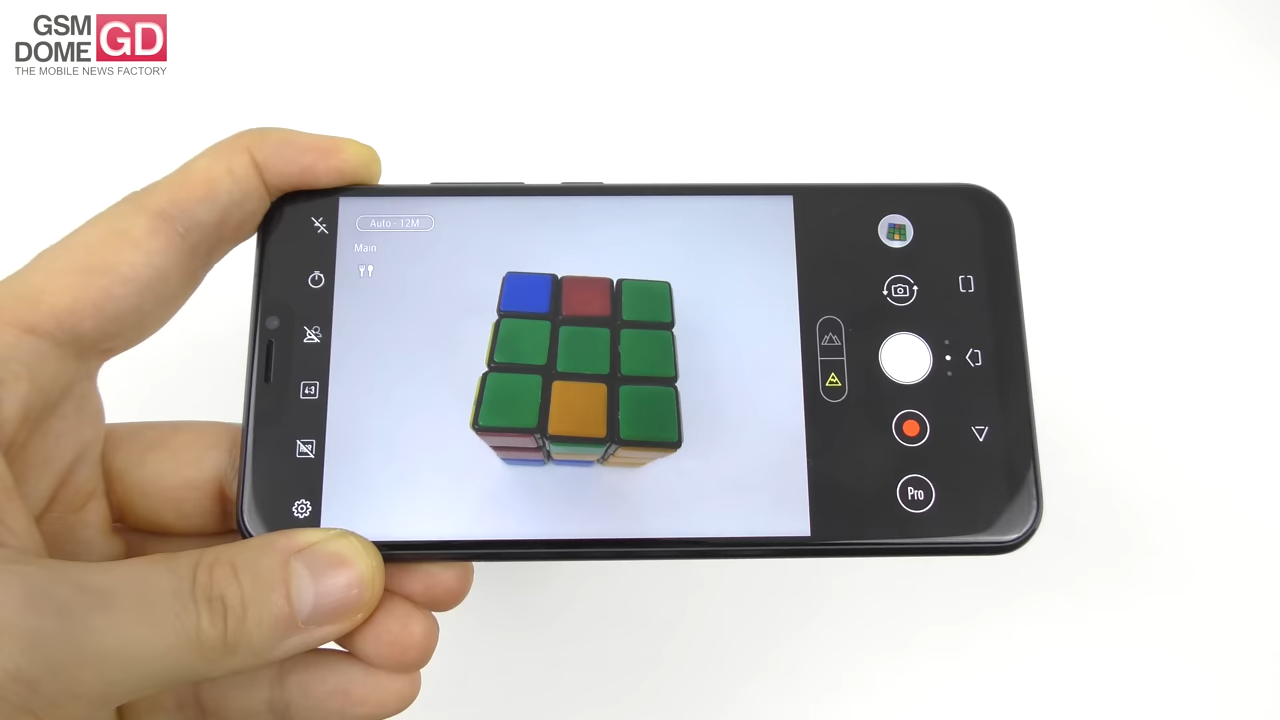 GSM
DOME GD
THE MOBILE NEWS FACTORY
Auto - 12M
Main
4:3
Pro